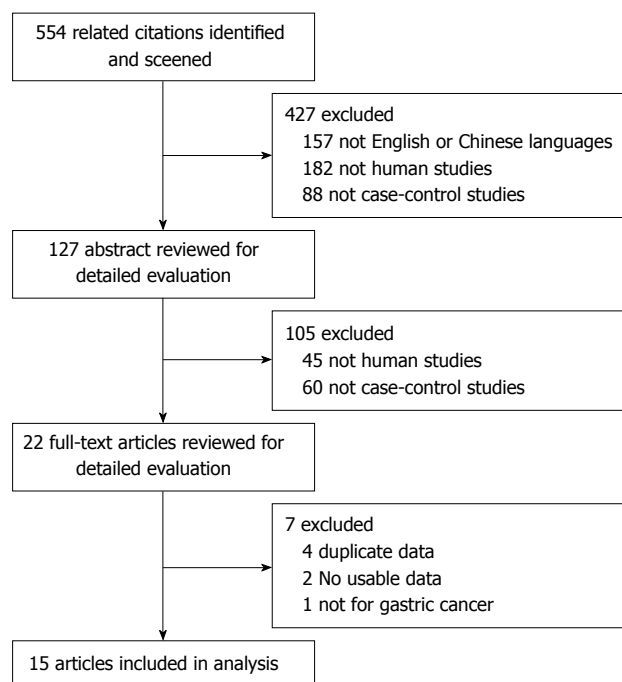 554 related citations identified
and sceened
427 excluded
157 not English or Chinese languages
182 not human studies
88 not case-control studies
127 abstract reviewed for
detailed evaluation
105 excluded
45 not human studies
60 not case-control studies
22 full-text articles reviewed for
detailed evaluation
7 excluded
4 duplicate data
2 No usable data
1 not for gastric cancer
15 articles included in analysis